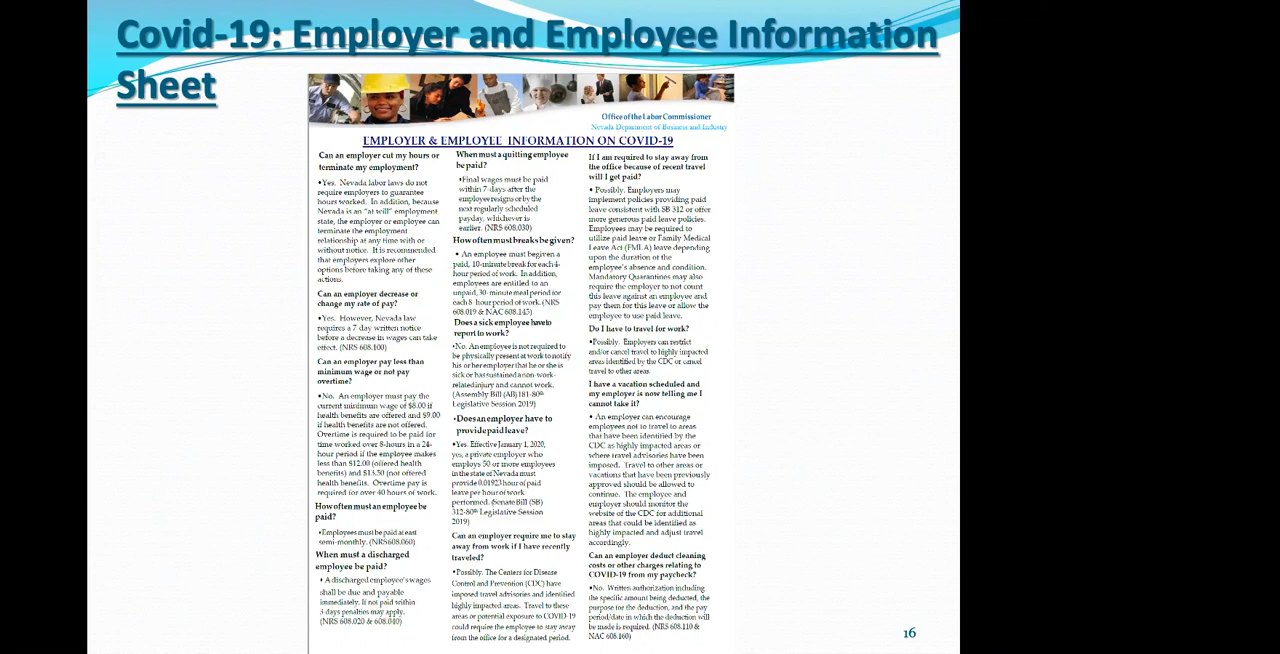 Covid-19: Employer and Employee Information
Sheet
Office of the Labor Commissioner
Nevada Department of Business and Industry
EMPLOYER & EMPLOYEE INFORMATION ON COVID-19
Can an employer cut my hours or
terminate my employment?
•Yes. Nevada labor laws do not
require employers to guarantee
hours worked. In addition, because
Nevada is an "at will" employment
state, the employer or employee can
terminate the employment
relationship at any time with or
without notice. It is recommended
that employers explore other
options before taking any of these
actions.
Can an employer decrease or
change my rate of pay?
•Yes. However, Nevada law
requires a 7 day written notice
before a decrease in wages can take
effect. (NRS 608.100)
Can an employer pay less than
minimum wage or not pay
overtime?
•No. An employer must pay the
current minimum wage of $8.00 if
health benefits are offered and $9.00
if health benefits are not offered.
Overtime is required to be paid for
time worked over 8-hours in a 24-
hour period if the employee makes
less than $12.00 (offered health
benefits) and $13.50 (not offered
health benefits. Overtime pay is
required for over 40 hours of work.
How often must an employee be
paid?
•Employees must be paid at east
semi-monthly. (NRS 608.060)
When must a discharged
employee be paid?
• A discharged employee's wages
shall be due and payable
immediately. If not paid within
3 days penalties may apply.
(NRS 608.020 & 608.040)
When must a quitting employee
be paid?
•Final wages must be paid
within 7-days after the
employee resigns or by the
next regularly scheduled
payday, whichever is
earlier. (NRS 608.030)
How often must breaks be given?
• An employee must be given a
paid, 10-minute break for each 4-
hour period of work. In addition,
employees are entitled to an
unpaid, 30-minute meal period for
each 8-hour period of work. (NRS
608.019 & NAC 608.145)
Does a sick employee have to
report to work?
•No. An employee is not required to
be physically present at work to notify
his or her employer that he or she is
sick or has sustained a non-work-
related injury and cannot work.
(Assembly Bill (AB) 181-80th
Legislative Session 2019)
•Does an employer have to
provide paid leave?
•Yes. Effective January 1, 2020,
yes, a private employer who
employs 50 or more employees
in the state of Nevada must
provide 0.01923 hour of paid
leave per hour of work
performed. (Senate Bill (SB)
312-80th Legislative Session
2019)
Can an employer require me to stay
away from work if I have recently
traveled?
•Possibly. The Centers for Disease
Control and Prevention (CDC) have
imposed travel advisories and identified
highly impacted areas. Travel to these
areas or potential exposure to COVID-19
could require the employee to stay away
from the office for a designated period.
If I am required to stay away from
the office because of recent travel
will I get paid?
• Possibly. Employers may
implement policies providing paid
leave consistent with SB 312 or offer
more generous paid leave policies.
Employees may be required to
utilize paid leave or Family Medical
Leave Act (FMLA) leave depending
upon the duration of the
employee's absence and condition.
Mandatory Quarantines may also
require the employer to not count
this leave against an employee and
pay them for this leave or allow the
employee to use paid leave.
Do I have to travel for work?
•Possibly. Employers can restrict
and/or cancel travel to highly impacted
areas identified by the CDC or cancel
travel to other areas.
I have a vacation scheduled and
my employer is now telling me I
cannot take it?
• An employer can encourage
employees not to travel to areas
that have been identified by the
CDC as highly impacted areas or
where travel advisories have been
imposed. Travel to other areas or
vacations that have been previously
approved should be allowed to
continue. The employee and
employer should monitor the
website of the CDC for additional
areas that could be identified as
highly impacted and adjust travel
accordingly.
Can an employer deduct cleaning
costs or other charges relating to
COVID-19 from my paycheck?
•No. Written authorization including
the specific amount being deducted, the
purpose for the deduction, and the pay
period/date in which the deduction will
be made is required. (NRS 608.110 &
NAC 608.160)
16